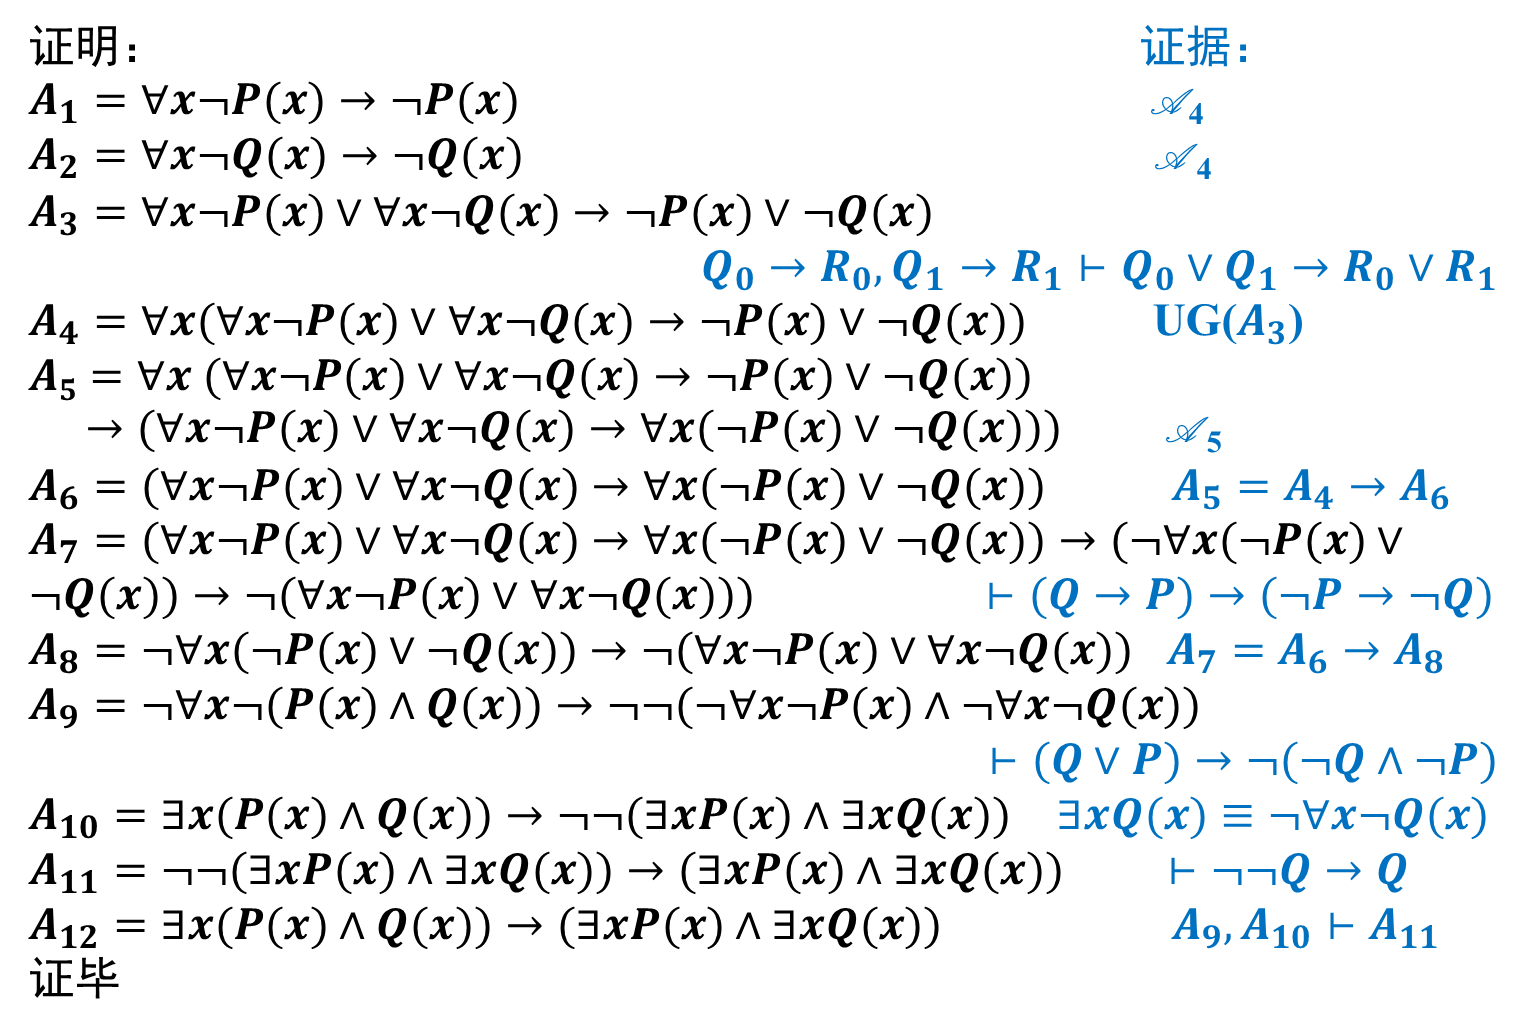 证明： 证据：
A₁ = ∀x¬P(x) → ¬P(x) 𝒜₄
A₂ = ∀x¬Q(x) → ¬Q(x) 𝒜₄
A₃ = ∀x¬P(x) ∨ ∀x¬Q(x) → ¬P(x) ∨ ¬Q(x)
Q₀ → R₀, Q₁ → R₁ ⊢ Q₀ ∨ Q₁ → R₀ ∨ R₁
A₄ = ∀x(∀x¬P(x) ∨ ∀x¬Q(x) → ¬P(x) ∨ ¬Q(x)) UG(A₃)
A₅ = ∀x (∀x¬P(x) ∨ ∀x¬Q(x) → ¬P(x) ∨ ¬Q(x))
→ (∀x¬P(x) ∨ ∀x¬Q(x) → ∀x(¬P(x) ∨ ¬Q(x))) 𝒜₅
A₆ = (∀x¬P(x) ∨ ∀x¬Q(x) → ∀x(¬P(x) ∨ ¬Q(x)) A₅ = A₄ → A₆
A₇ = (∀x¬P(x) ∨ ∀x¬Q(x) → ∀x(¬P(x) ∨ ¬Q(x)) → (¬∀x(¬P(x) ∨
¬Q(x)) → ¬(∀x¬P(x) ∨ ∀x¬Q(x))) ⊢ (Q → P) → (¬P → ¬Q)
A₈ = ¬∀x(¬P(x) ∨ ¬Q(x)) → ¬(∀x¬P(x) ∨ ∀x¬Q(x)) A₇ = A₆ → A₈
A₉ = ¬∀x¬(P(x) ∧ Q(x)) → ¬¬(¬∀x¬P(x) ∧ ¬∀x¬Q(x))
⊢ (Q ∨ P) → ¬(¬Q ∧ ¬P)
A₁₀ = ∃x(P(x) ∧ Q(x)) → ¬¬(∃xP(x) ∧ ∃xQ(x)) ∃xQ(x) ≡ ¬∀x¬Q(x)
A₁₁ = ¬¬(∃xP(x) ∧ ∃xQ(x)) → (∃xP(x) ∧ ∃xQ(x)) ⊢ ¬¬Q → Q
A₁₂ = ∃x(P(x) ∧ Q(x)) → (∃xP(x) ∧ ∃xQ(x)) A₉, A₁₀ ⊢ A₁₁
证毕